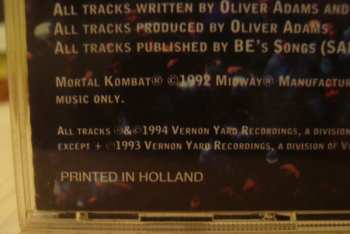 ALL TRACKS WRITTEN BY OLIVER ADAMS AND
ALL TRACKS PRODUCED BY OLIVER ADAMS.
ALL TRACKS PUBLISHED BY BE'S SONGS (SA
MORTAL KOMBAT® ©1992 MIDWAY® MANUFACTUR
MUSIC ONLY.
ALL TRACKS ℗&©1994 VERNON YARD RECORDINGS, A DIVISION
EXCEPT + ℗1993 VERNON YARD RECORDINGS, A DIVISION OF V
PRINTED IN HOLLAND